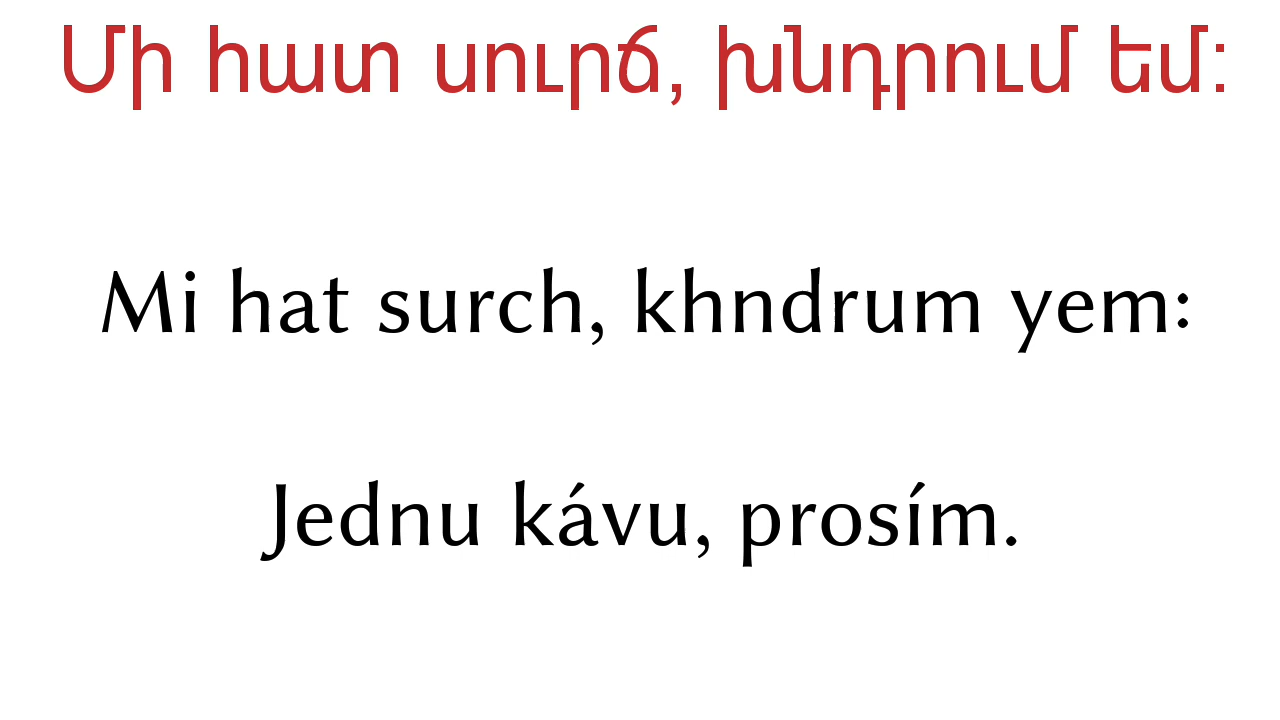 Մի հատ սուրճ, խնդրում եմ:
Mi hat surch, khndrum yem:
Jednu kávu, prosím.